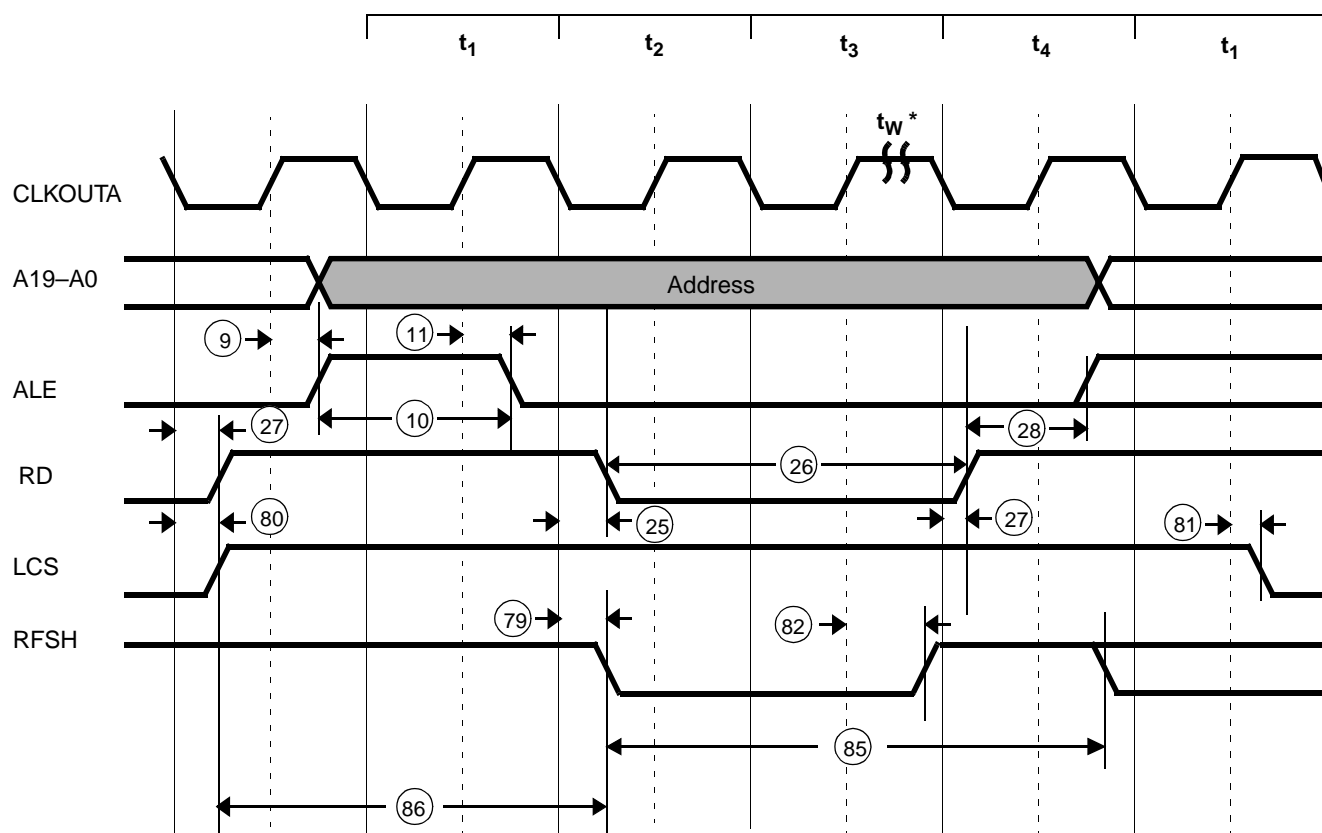 t1 t2 t3 t4 t1
tW *
CLKOUTA
A19–A0
Address
9
11
ALE
10
27
28
RD
26
80
25
27
81
LCS
79
82
RFSH
85
86